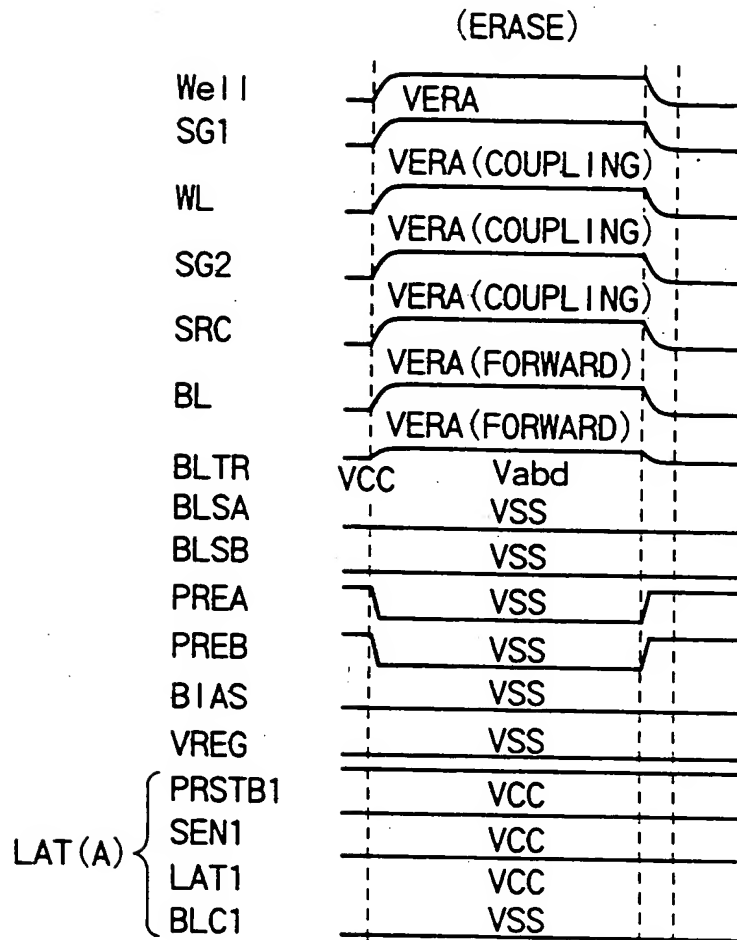 (ERASE)
Well VERA
SG1 VERA(COUPLING)
WL VERA(COUPLING)
SG2 VERA(COUPLING)
SRC VERA(FORWARD)
BL VERA(FORWARD)
BLTR VCC Vabd
BLSA VSS
BLSB VSS
PREA VSS
PREB VSS
BIAS VSS
VREG VSS
PRSTB1 VCC
SEN1 VCC
LAT(A)
LAT1 VCC
BLC1 VSS